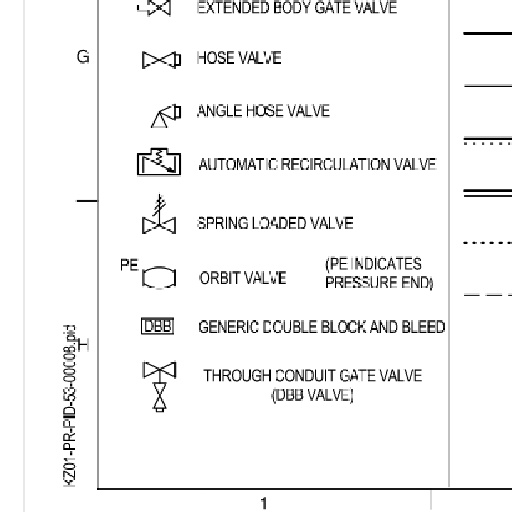 EXTENDED BODY GATE VALVE
G
HOSE VALVE
ANGLE HOSE VALVE
AUTOMATIC RECIRCULATION VALVE
SPRING LOADED VALVE
PE
ORBIT VALVE
(PE INDICATES
PRESSURE END)
DBB
GENERIC DOUBLE BLOCK AND BLEED
H
THROUGH CONDUIT GATE VALVE
(DBB VALVE)
KZ01-PR-PID-53-00008.pid
1